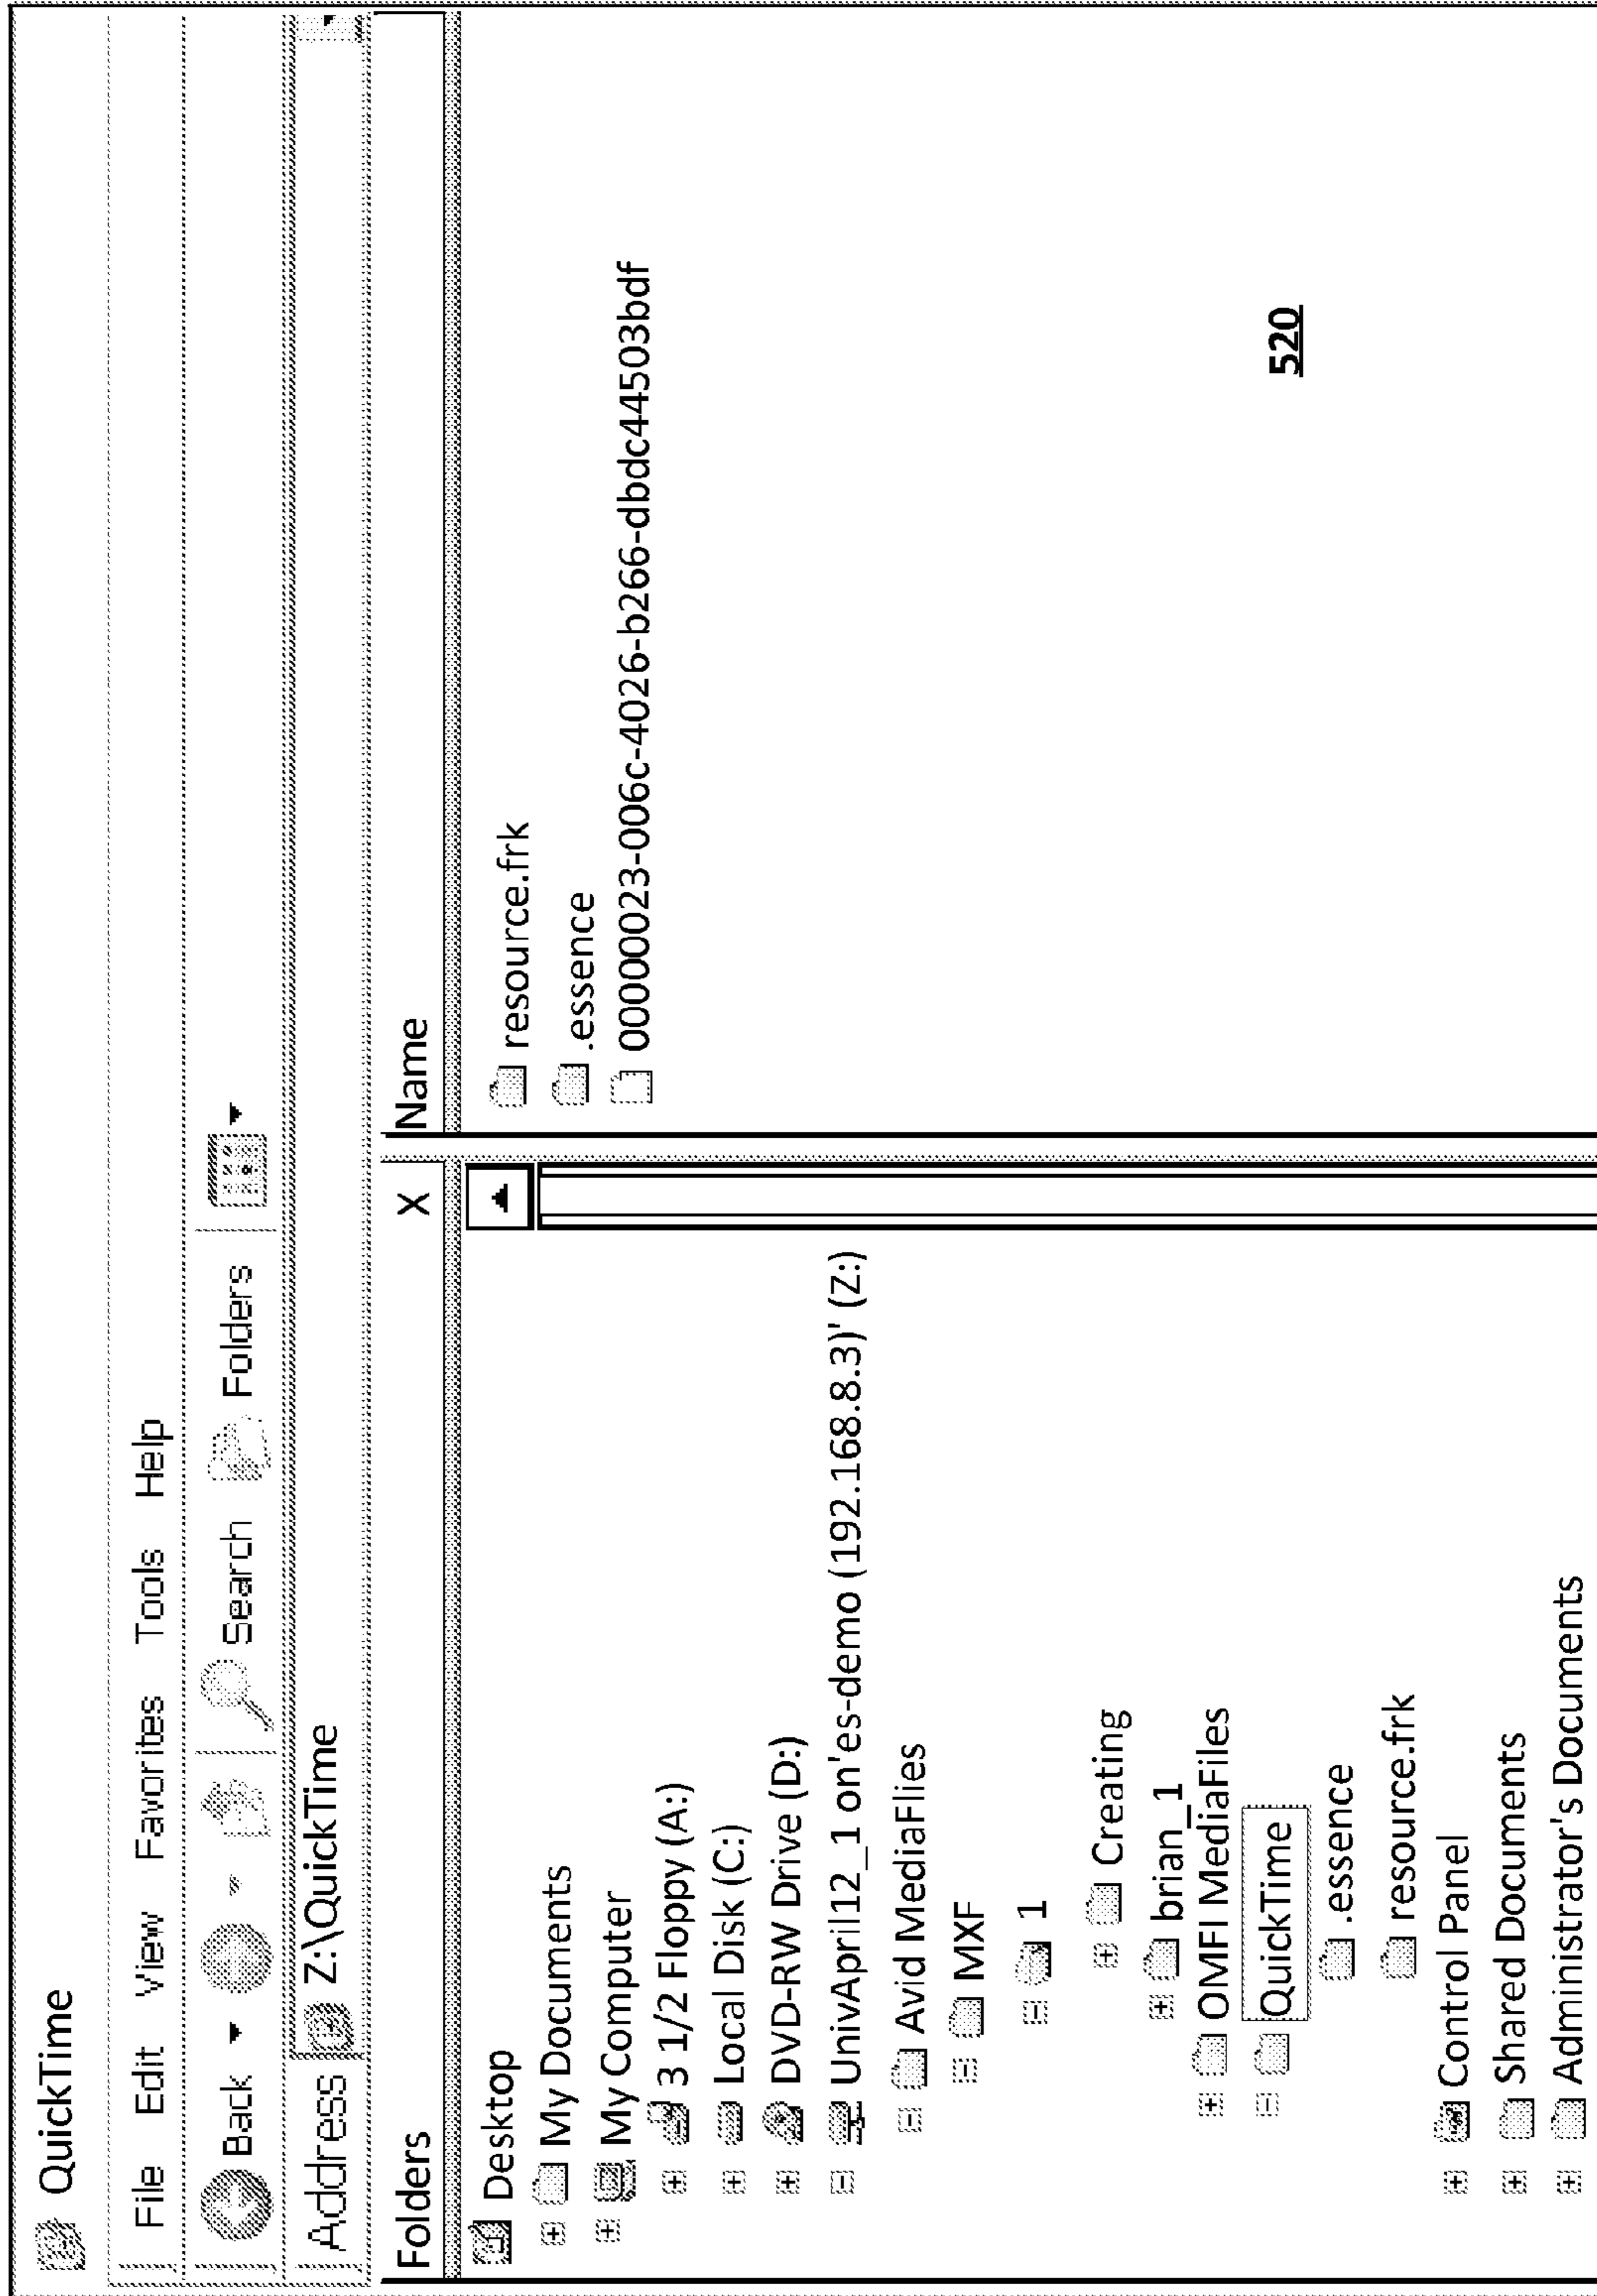 QuickTime
File Edit View Favorites Tools Help
Back Search Folders
Address Z:\QuickTime
Folders X
Name
Desktop
My Documents
My Computer
3 1/2 Floppy (A:)
Local Disk (C:)
DVD-RW Drive (D:)
UnivApril12_1 on'es-demo (192.168.8.3)' (Z:)
Avid MediaFlies
MXF
1
Creating
brian_1
OMFI MediaFiles
QuickTime
.essence
resource.frk
Control Panel
Shared Documents
Administrator's Documents
resource.frk
.essence
00000023-006c-4026-b266-dbdc44503bdf
520